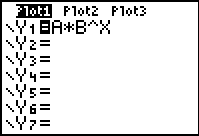 Plot1 Plot2 Plot3
\Y1=A*B^X
\Y2=
\Y3=
\Y4=
\Y5=
\Y6=
\Y7=